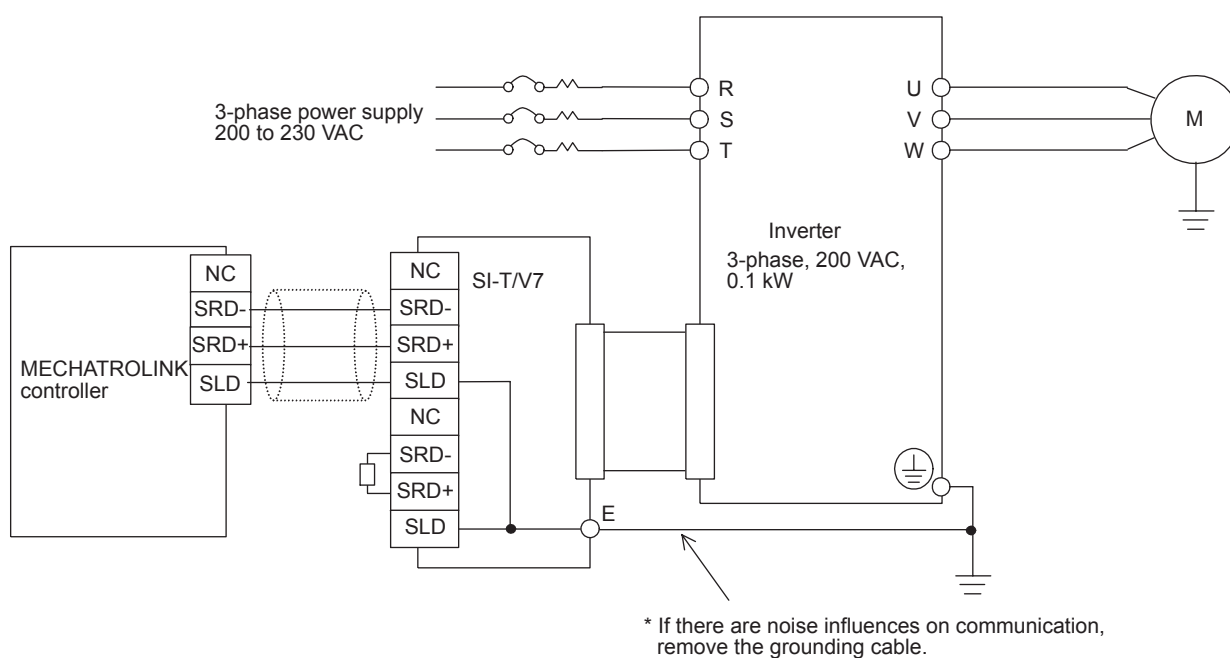 3-phase power supply
200 to 230 VAC
R
S
T
U
V
W
M
Inverter
3-phase, 200 VAC,
0.1 kW
MECHATROLINK
controller
NC
SRD-
SRD+
SLD
NC
SRD-
SRD+
SLD
NC
SRD-
SRD+
SLD
SI-T/V7
E
* If there are noise influences on communication,
remove the grounding cable.